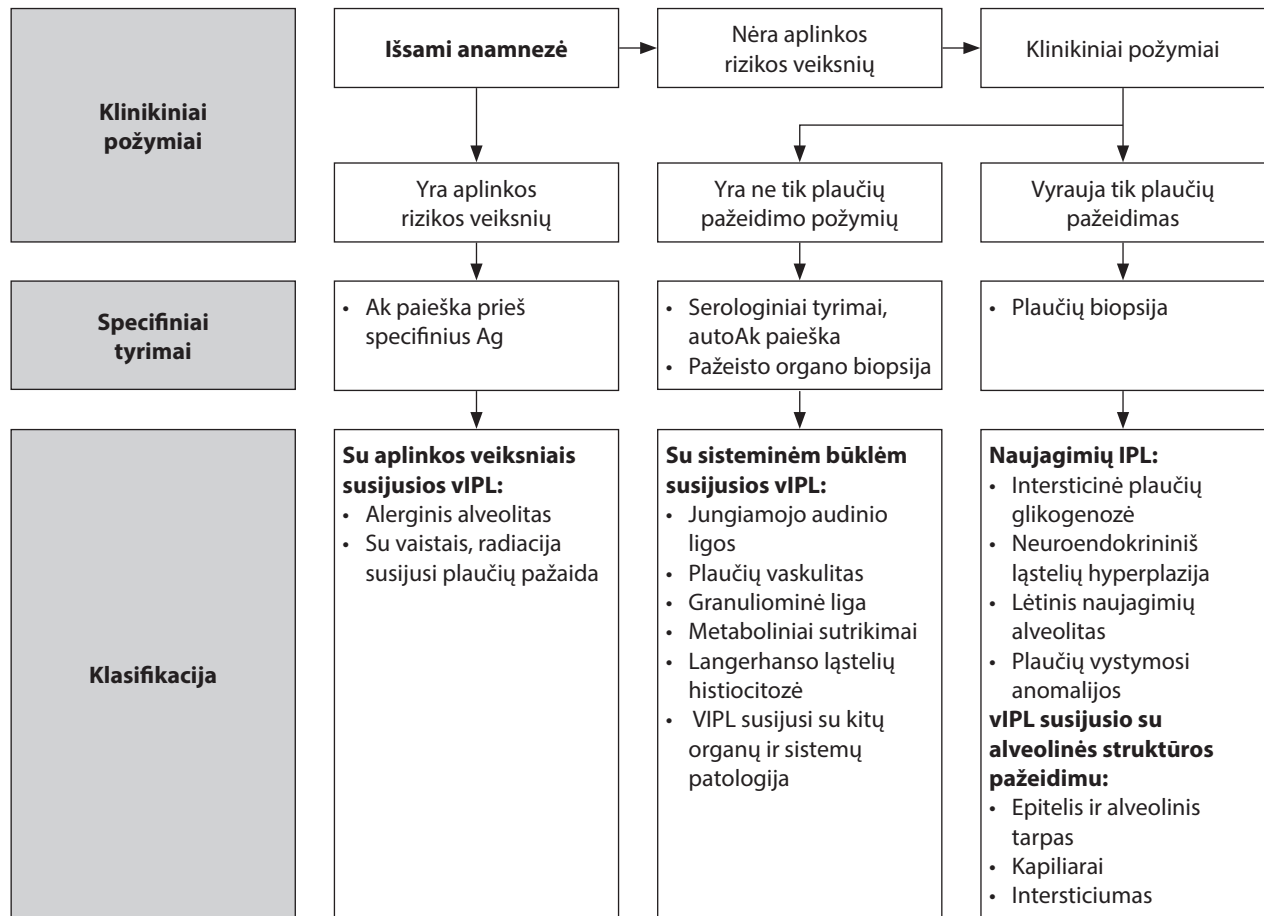 Klinikiniai
požymiai
Išsami anamnezė
Nėra aplinkos
rizikos veiksnių
Klinikiniai požymiai
Yra aplinkos
rizikos veiksnių
Yra ne tik plaučių
pažeidimo požymių
Vyrauja tik plaučių
pažeidimas
Specifiniai
tyrimai
• Ak paieška prieš
specifinius Ag
• Serologiniai tyrimai,
autoAk paieška
• Pažeisto organo biopsija
• Plaučių biopsija
Klasifikacija
Su aplinkos veiksniais
susijusios vIPL:
• Alerginis alveolitas
• Su vaistais, radiacija
susijusi plaučių pažaida
Su sisteminėm būklėm
susijusios vIPL:
• Jungiamojo audinio
ligos
• Plaučių vaskulitas
• Granuliominė liga
• Metaboliniai sutrikimai
• Langerhanso ląstelių
histiocitozė
• VIPL susijusi su kitų
organų ir sistemų
patologija
Naujagimių IPL:
• Intersticinė plaučių
glikogenozė
• Neuroendokrininiš
ląstelių hyperplazija
• Lėtinis naujagimių
alveolitas
• Plaučių vystymosi
anomalijos
vIPL susijusio su
alveolinės struktūros
pažeidimu:
• Epitelis ir alveolinis
tarpas
• Kapiliarai
• Intersticiumas